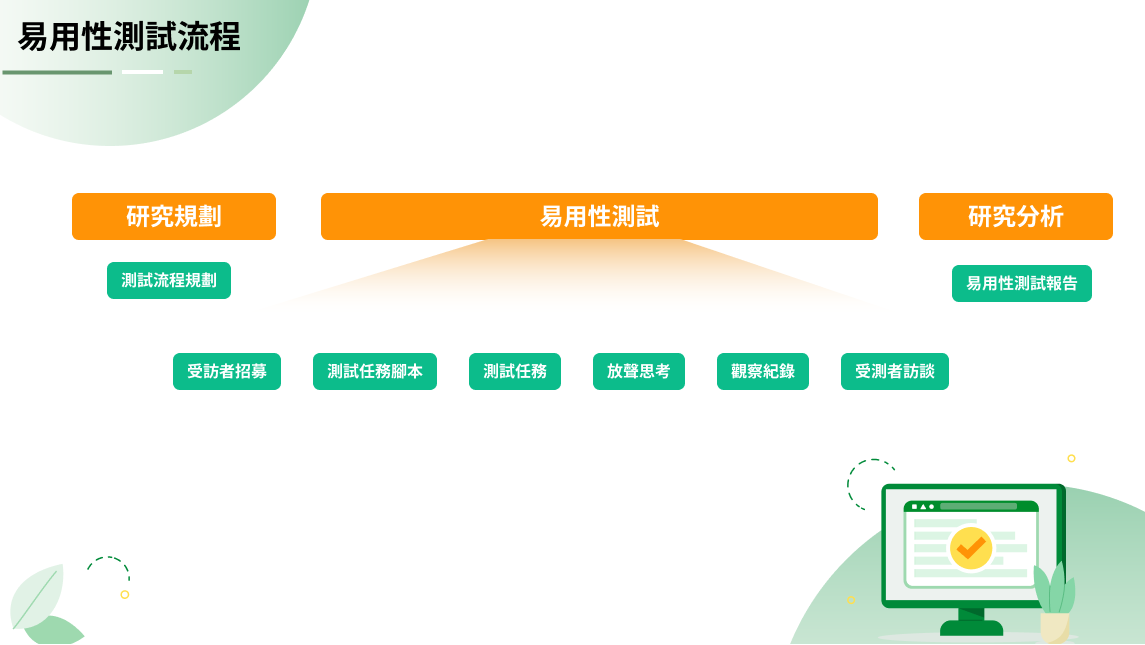 易用性測試流程
研究規劃
易用性測試
研究分析
測試流程規劃
易用性測試報告
受訪者招募
測試任務腳本
測試任務
放聲思考
觀察紀錄
受測者訪談